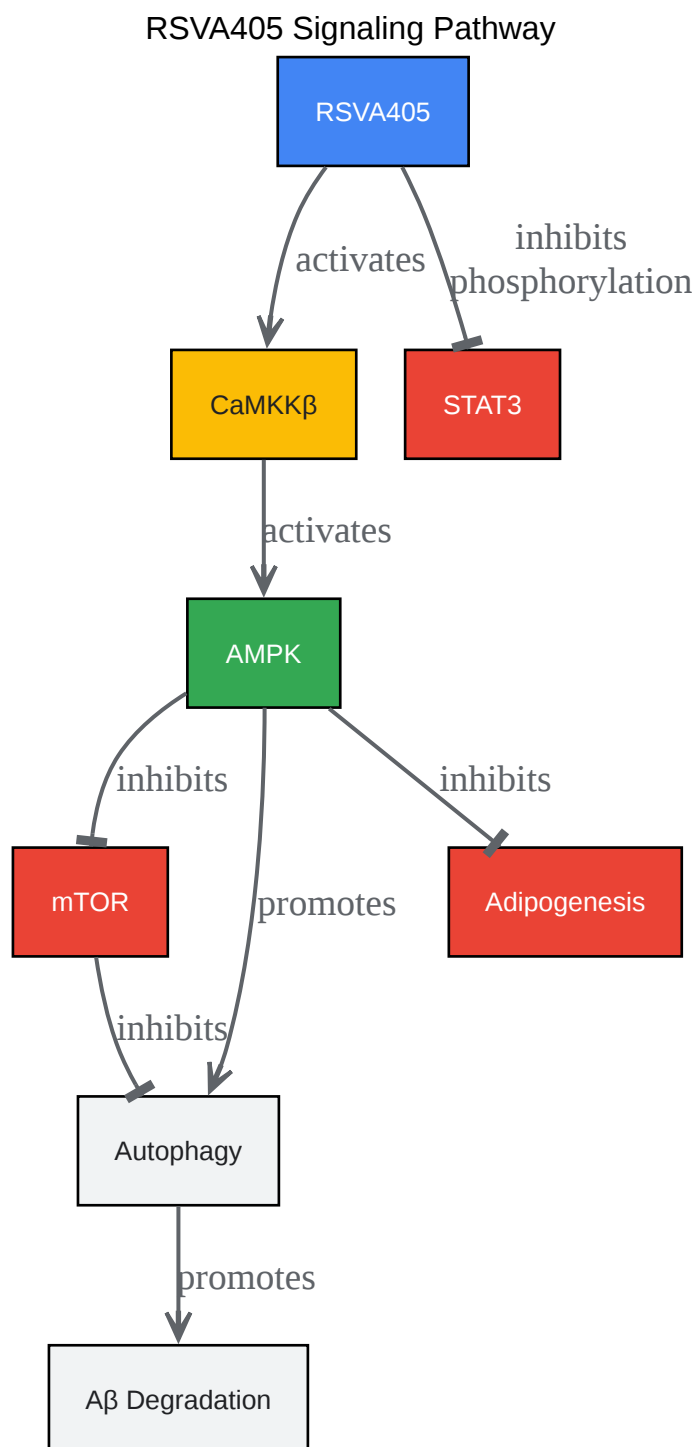 RSVA405 Signaling Pathway
RSVA405
activates
inhibits
phosphorylation
CaMKKβ
STAT3
activates
AMPK
inhibits
inhibits
mTOR
promotes
Adipogenesis
inhibits
Autophagy
promotes
Aβ Degradation